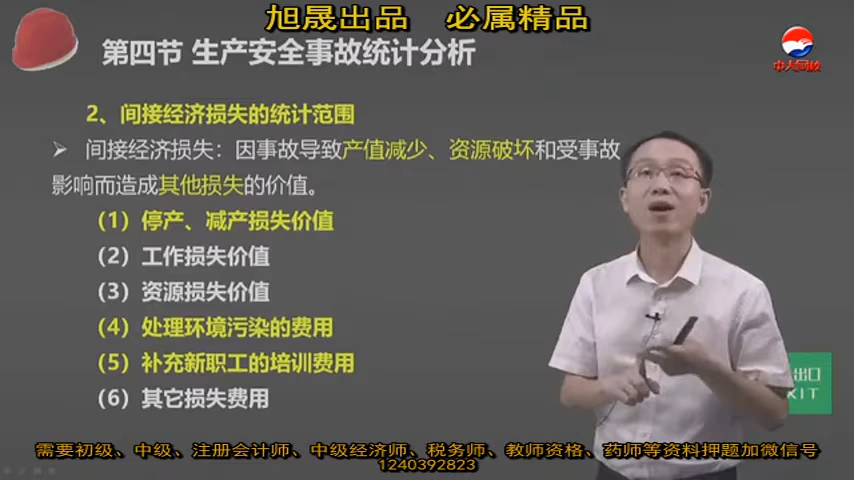 旭晟出品 必属精品
第四节 生产安全事故统计分析
中大网校
2、间接经济损失的统计范围
➢ 间接经济损失：因事故导致产值减少、资源破坏和受事故
影响而造成其他损失的价值。
（1）停产、减产损失价值
（2）工作损失价值
（3）资源损失价值
（4）处理环境污染的费用
（5）补充新职工的培训费用
（6）其它损失费用
出口
XIT
需要初级、中级、注册会计师、中级经济师、税务师、教师资格、药师等资料押题加微信号
1240392823